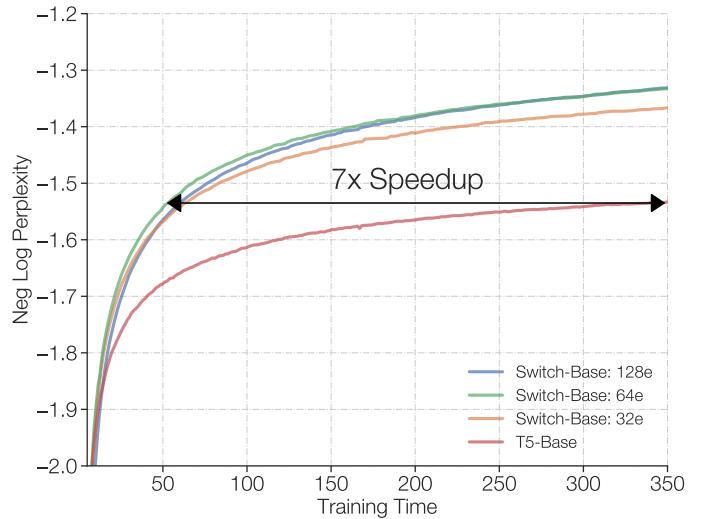 −1.2
−1.3
−1.4
−1.5
−1.6
−1.7
−1.8
−1.9
−2.0
Neg Log Perplexity
7x Speedup
Switch-Base: 128e
Switch-Base: 64e
Switch-Base: 32e
T5-Base
50 100 150 200 250 300 350
Training Time